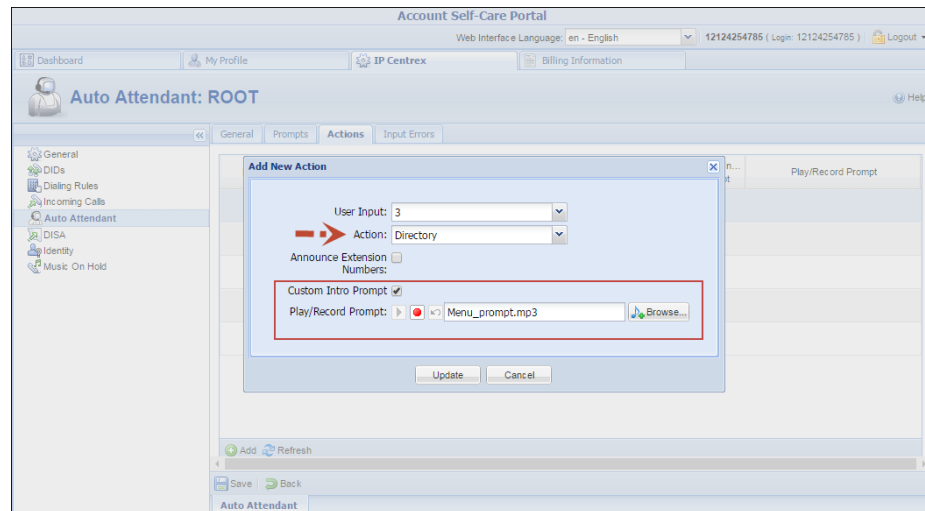 Account Self-Care Portal
Web Interface Language: en - English 12124254785 ( Login: 12124254785 ) Logout
Dashboard My Profile IP Centrex Billing Information
Auto Attendant: ROOT
Help
General Prompts Actions Input Errors
General
DIDs
Dialing Rules
Incoming Calls
Auto Attendant
DISA
Identity
Music On Hold
Add New Action
Play/Record Prompt
User Input: 3
Action: Directory
Announce Extension
Numbers:
Custom Intro Prompt
Play/Record Prompt: Menu_prompt.mp3 Browse...
Update Cancel
Add Refresh
Save Back
Auto Attendant